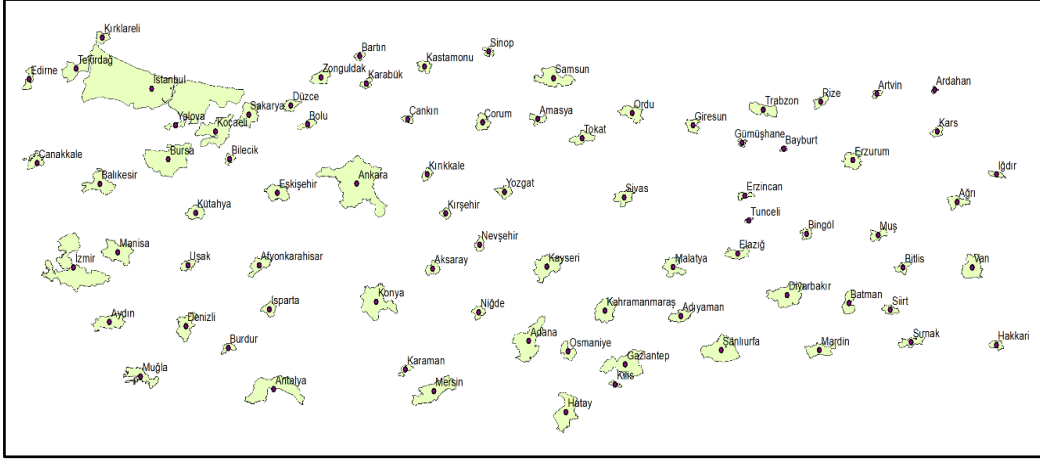 Kırklareli
Edirne
Tekirdağ
İstanbul
Yalova
Kocaeli
Sakarya
Düzce
Bolu
Zonguldak
Bartın
Karabük
Kastamonu
Sinop
Çankırı
Çorum
Amasya
Samsun
Tokat
Ordu
Giresun
Trabzon
Rize
Artvin
Ardahan
Kars
Gümüşhane
Bayburt
Erzurum
Iğdır
Ağrı
Çanakkale
Balıkesir
Bursa
Bilecik
Kütahya
Eskişehir
Ankara
Kırıkkale
Kırşehir
Yozgat
Sivas
Erzincan
Tunceli
Bingöl
Muş
Elazığ
Bitlis
Van
İzmir
Manisa
Uşak
Afyonkarahisar
Aksaray
Nevşehir
Kayseri
Malatya
Diyarbakır
Batman
Siirt
Aydın
Denizli
Isparta
Burdur
Konya
Niğde
Kahramanmaraş
Adıyaman
Adana
Osmaniye
Gaziantep
Şanlıurfa
Mardin
Şırnak
Hakkari
Muğla
Antalya
Karaman
Mersin
Kilis
Hatay